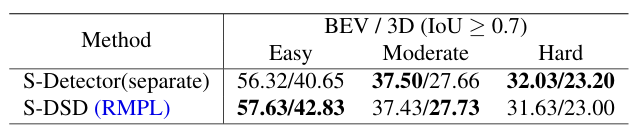 Method BEV / 3D (IoU ≥ 0.7)
Easy Moderate Hard
S-Detector(separate) 56.32/40.65 37.50/27.66 32.03/23.20
S-DSD (RMPL) 57.63/42.83 37.43/27.73 31.63/23.00